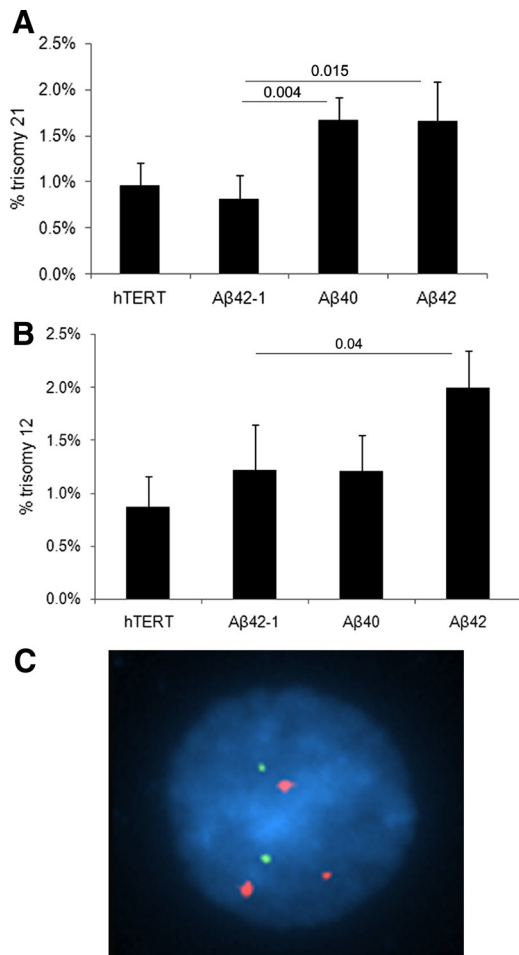 A
2.5%
2.0%
1.5%
1.0%
0.5%
0.0%
% trisomy 21
0.015
0.004
hTERT Aβ42-1 Aβ40 Aβ42
B
2.5%
2.0%
1.5%
1.0%
0.5%
0.0%
% trisomy 12
0.04
hTERT Aβ42-1 Aβ40 Aβ42
C